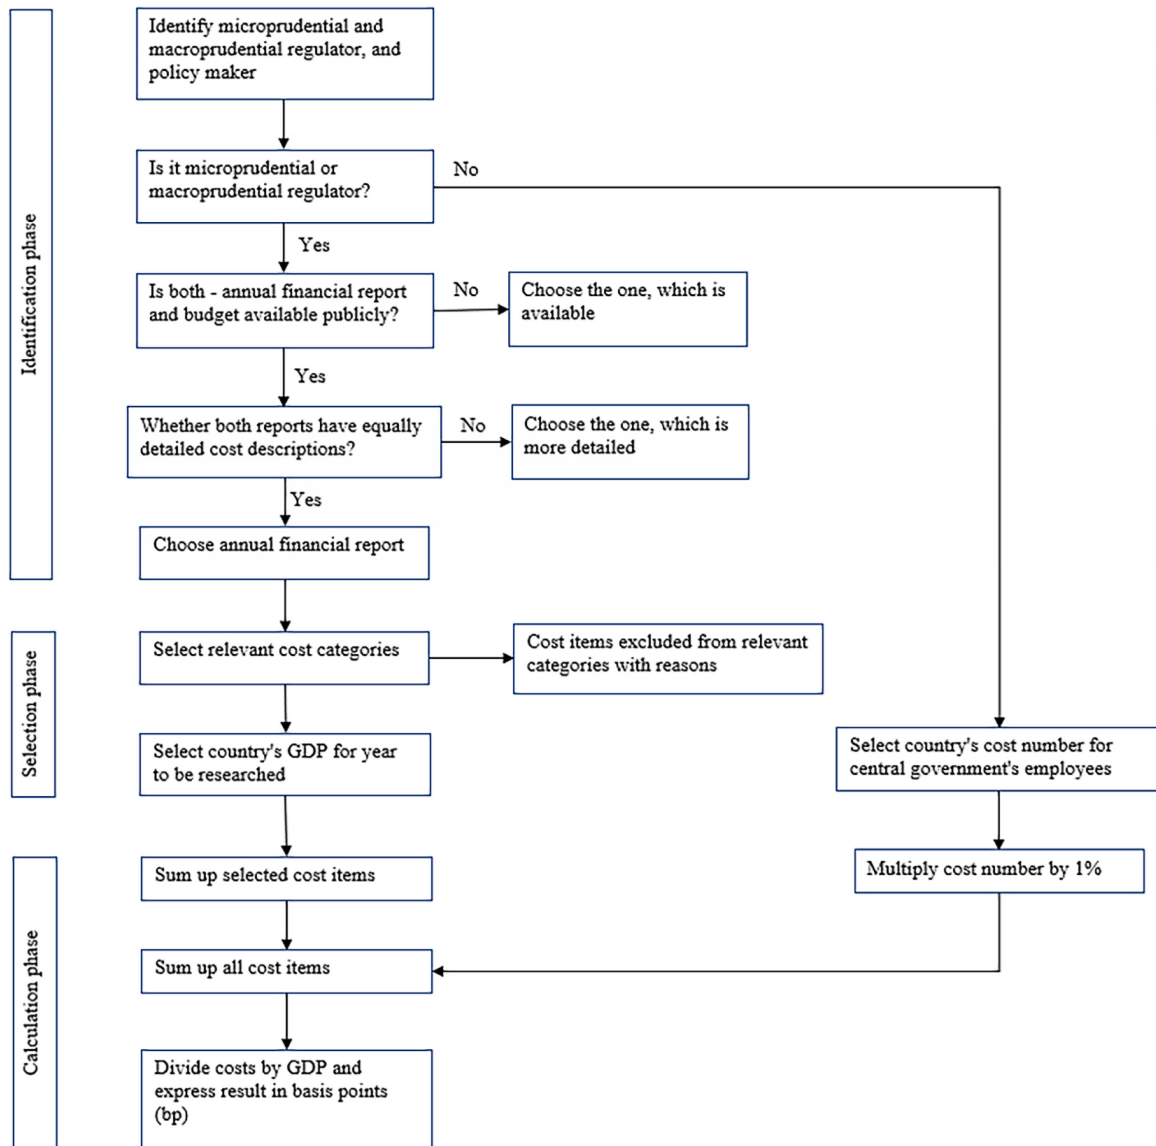 Identification phase
Identify microprudential and
macroprudential regulator, and
policy maker
Is it microprudential or
macroprudential regulator?
No
Yes
Is both - annual financial report
and budget available publicly?
No
Choose the one, which is
available
Yes
Whether both reports have equally
detailed cost descriptions?
No
Choose the one, which is
more detailed
Yes
Choose annual financial report
Selection phase
Select relevant cost categories
Cost items excluded from relevant
categories with reasons
Select country's GDP for year
to be researched
Select country's cost number for
central government's employees
Calculation phase
Sum up selected cost items
Multiply cost number by 1%
Sum up all cost items
Divide costs by GDP and
express result in basis points
(bp)